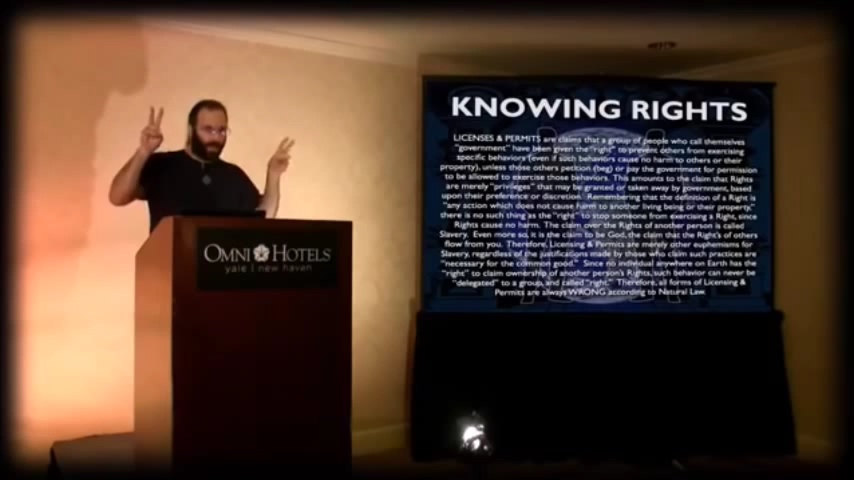 KNOWING RIGHTS
LICENSES & PERMITS are claims that a group of people who call themselves
"government" have been given the "right" to prevent others from exercising
specific behaviors (even if such behaviors cause no harm to others or their
property), unless those others petition (beg) or pay the government for permission
to be allowed to exercise those behaviors. This amounts to the claim that Rights
are merely "privileges" that may be granted or taken away by government, based
upon their preference or discretion. Remembering that the definition of a Right is
"any action which does not cause harm to another living being or their property,"
there is no such thing as the "right" to stop someone from exercising a Right, since
Rights cause no harm. The claim over the Rights of another person is called
Slavery. Even more so, it is the claim to be God, the claim that the Right's of others
flow from you. Therefore, Licensing & Permits are merely other euphemisms for
Slavery, regardless of the justifications made by those who claim such practices are
"necessary for the common good." Since no individual anywhere on Earth has the
"right" to claim ownership of another person's Rights, such behavior can never be
"delegated" to a group, and called "right." Therefore, all forms of Licensing &
Permits are always WRONG according to Natural Law.
OMNI HOTELS
yale | new haven